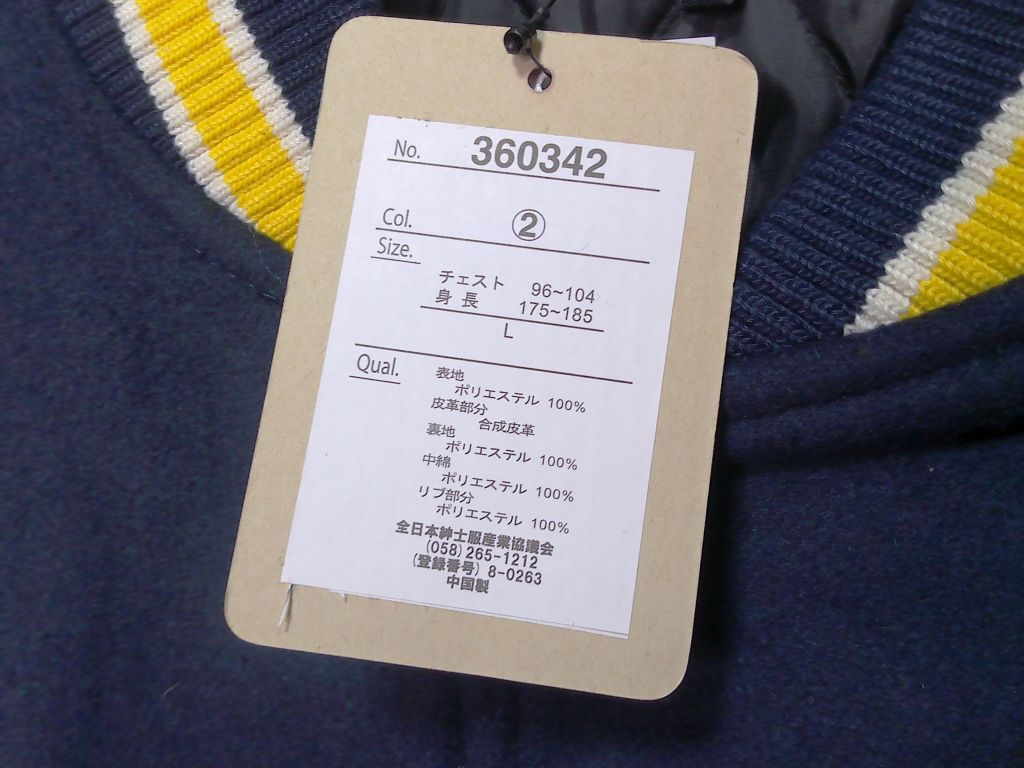 No. 360342
Col. ②
Size.
チェスト 96~104
身長 175~185
L
Qual.
表地
ポリエステル 100%
皮革部分
合成皮革
裏地
ポリエステル 100%
中綿
ポリエステル 100%
リブ部分
ポリエステル 100%
全日本紳士服産業協議会
(058) 265-1212
(登録番号) 8-0263
中国製